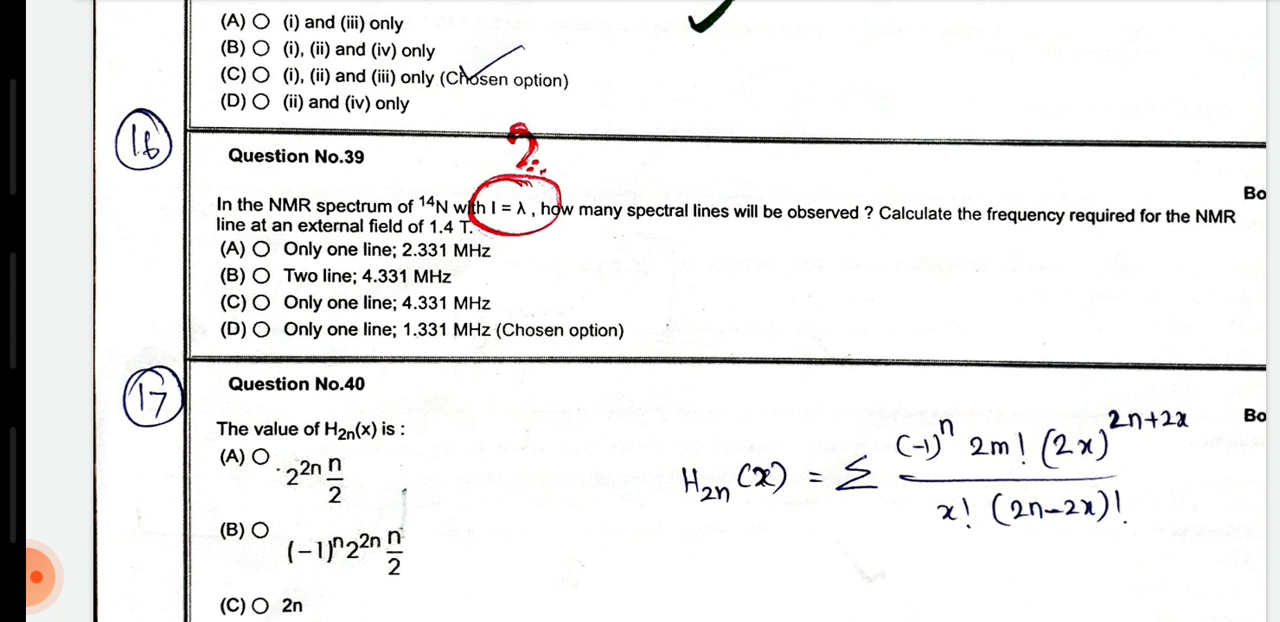 (A) O (i) and (iii) only
(B) O (i), (ii) and (iv) only
(C) O (i), (ii) and (iii) only (Chosen option)
(D) O (ii) and (iv) only
16
Question No.39
?
Bo
In the NMR spectrum of ¹⁴N with I = λ , how many spectral lines will be observed ? Calculate the frequency required for the NMR
line at an external field of 1.4 T.
(A) O Only one line; 2.331 MHz
(B) O Two line; 4.331 MHz
(C) O Only one line; 4.331 MHz
(D) O Only one line; 1.331 MHz (Chosen option)
17
Question No.40
Bo
The value of H₂ₙ(x) is :
(A) O 2²ⁿ n/2
(B) O (−1)ⁿ2²ⁿ n/2
(C) O 2n
H₂ₙ(x) = Σ (-1)ⁿ 2m! (2x)²ⁿ⁺²ˣ / x! (2n-2x)!